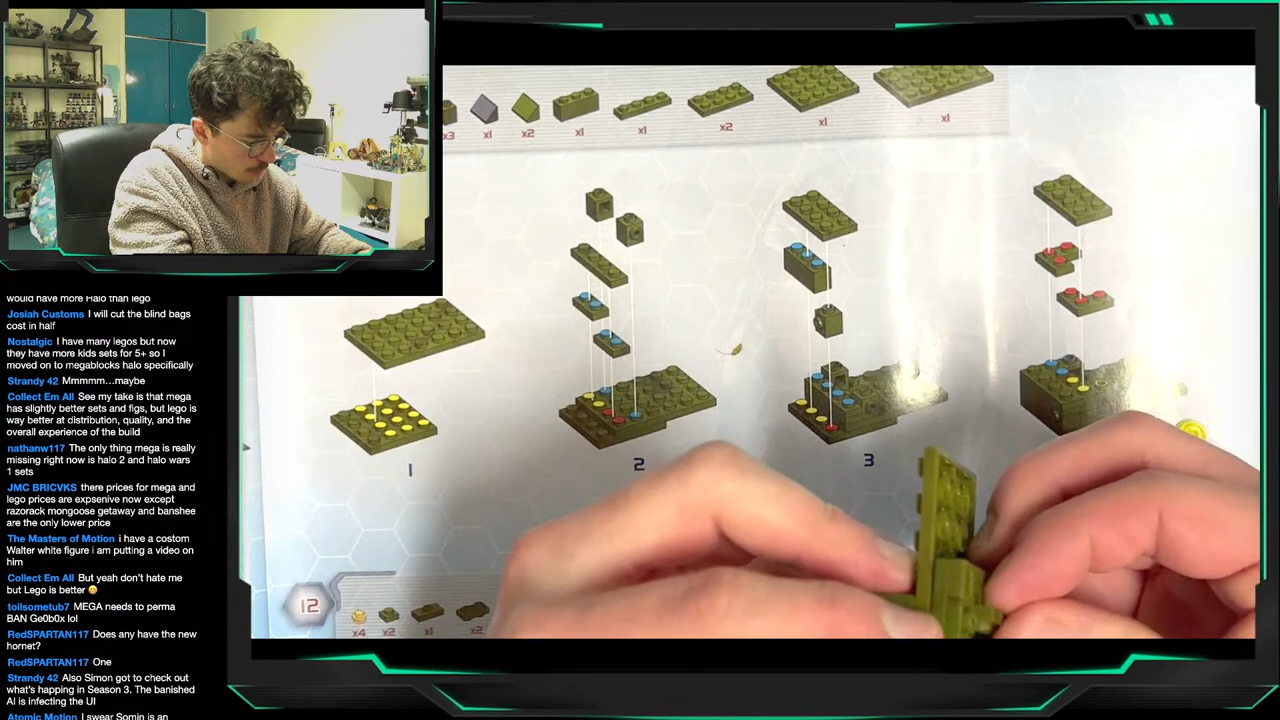 x3
x1
x2
x1
x1
x2
x1
x1
1
2
3
12
x4
x2
x1
x2
would have more Halo than lego
Josiah Customs I will cut the blind bags
cost in half
Nostalgic I have many legos but now
they have more kids sets for 5+ so I
moved on to megablocks halo specifically
Strandy 42 Mmmmm…maybe
Collect Em All See my take is that mega
has slightly better sets and figs, but lego is
way better at distribution, quality, and the
overall experience of the build
nathanw117 The only thing mega is really
missing right now is halo 2 and halo wars
1 sets
JMC BRICVKS there prices for mega and
lego prices are expsenive now except
razorack mongoose getaway and banshee
are the only lower price
The Masters of Motion i have a costom
Walter white figure i am putting a video on
him
Collect Em All But yeah don't hate me
but Lego is better
toilsometub7 MEGA needs to perma
BAN Ge0b0x lol
RedSPARTAN117 Does any have the new
hornet?
RedSPARTAN117 One
Strandy 42 Also Simon got to check out
what's happing in Season 3. The banished
AI is infecting the UI
Atomic Motion I swear Somin is an